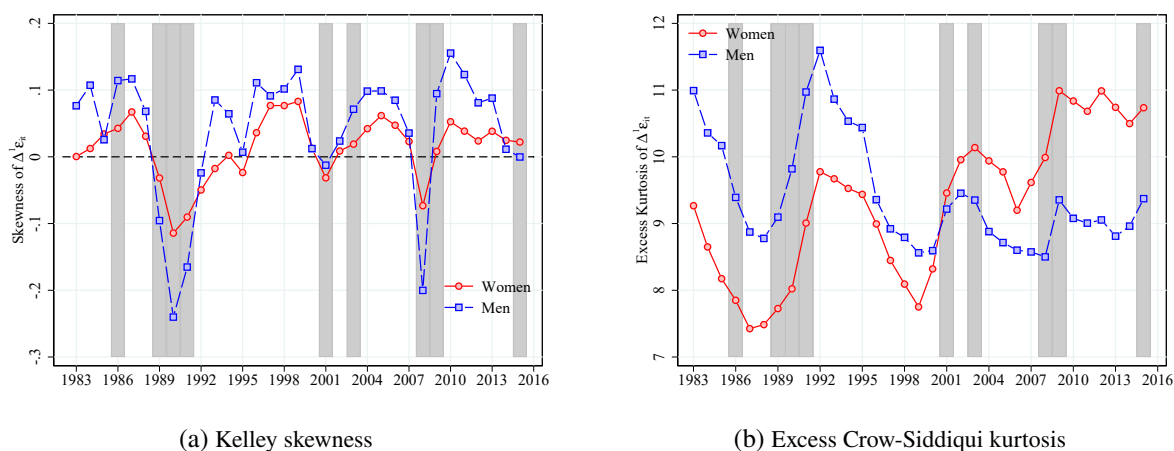 Skewness of Δ¹ε_it
.2
.1
0
-.1
-.2
-.3
Women
Men
1983 1986 1989 1992 1995 1998 2001 2004 2007 2010 2013 2016
(a) Kelley skewness
Excess Kurtosis of Δ¹ε_it
12
11
10
9
8
7
Women
Men
1983 1986 1989 1992 1995 1998 2001 2004 2007 2010 2013 2016
(b) Excess Crow-Siddiqui kurtosis